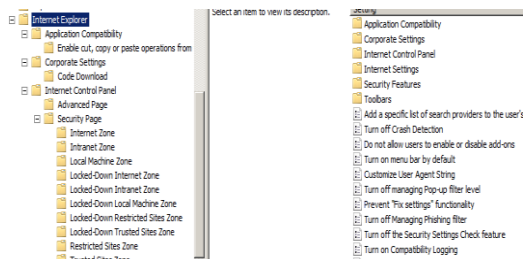 Internet Explorer
Application Compatibility
Enable cut, copy or paste operations from
Corporate Settings
Code Download
Internet Control Panel
Advanced Page
Security Page
Internet Zone
Intranet Zone
Local Machine Zone
Locked-Down Internet Zone
Locked-Down Intranet Zone
Locked-Down Local Machine Zone
Locked-Down Restricted Sites Zone
Locked-Down Trusted Sites Zone
Restricted Sites Zone
Trusted Sites Zone
Select an item to view its description.
Setting
Application Compatibility
Corporate Settings
Internet Control Panel
Internet Settings
Security Features
Toolbars
Add a specific list of search providers to the user's
Turn off Crash Detection
Do not allow users to enable or disable add-ons
Turn on menu bar by default
Customize User Agent String
Turn off managing Pop-up filter level
Prevent "Fix settings" functionality
Turn off Managing Phishing filter
Turn off the Security Settings Check feature
Turn on Compatibility Logging